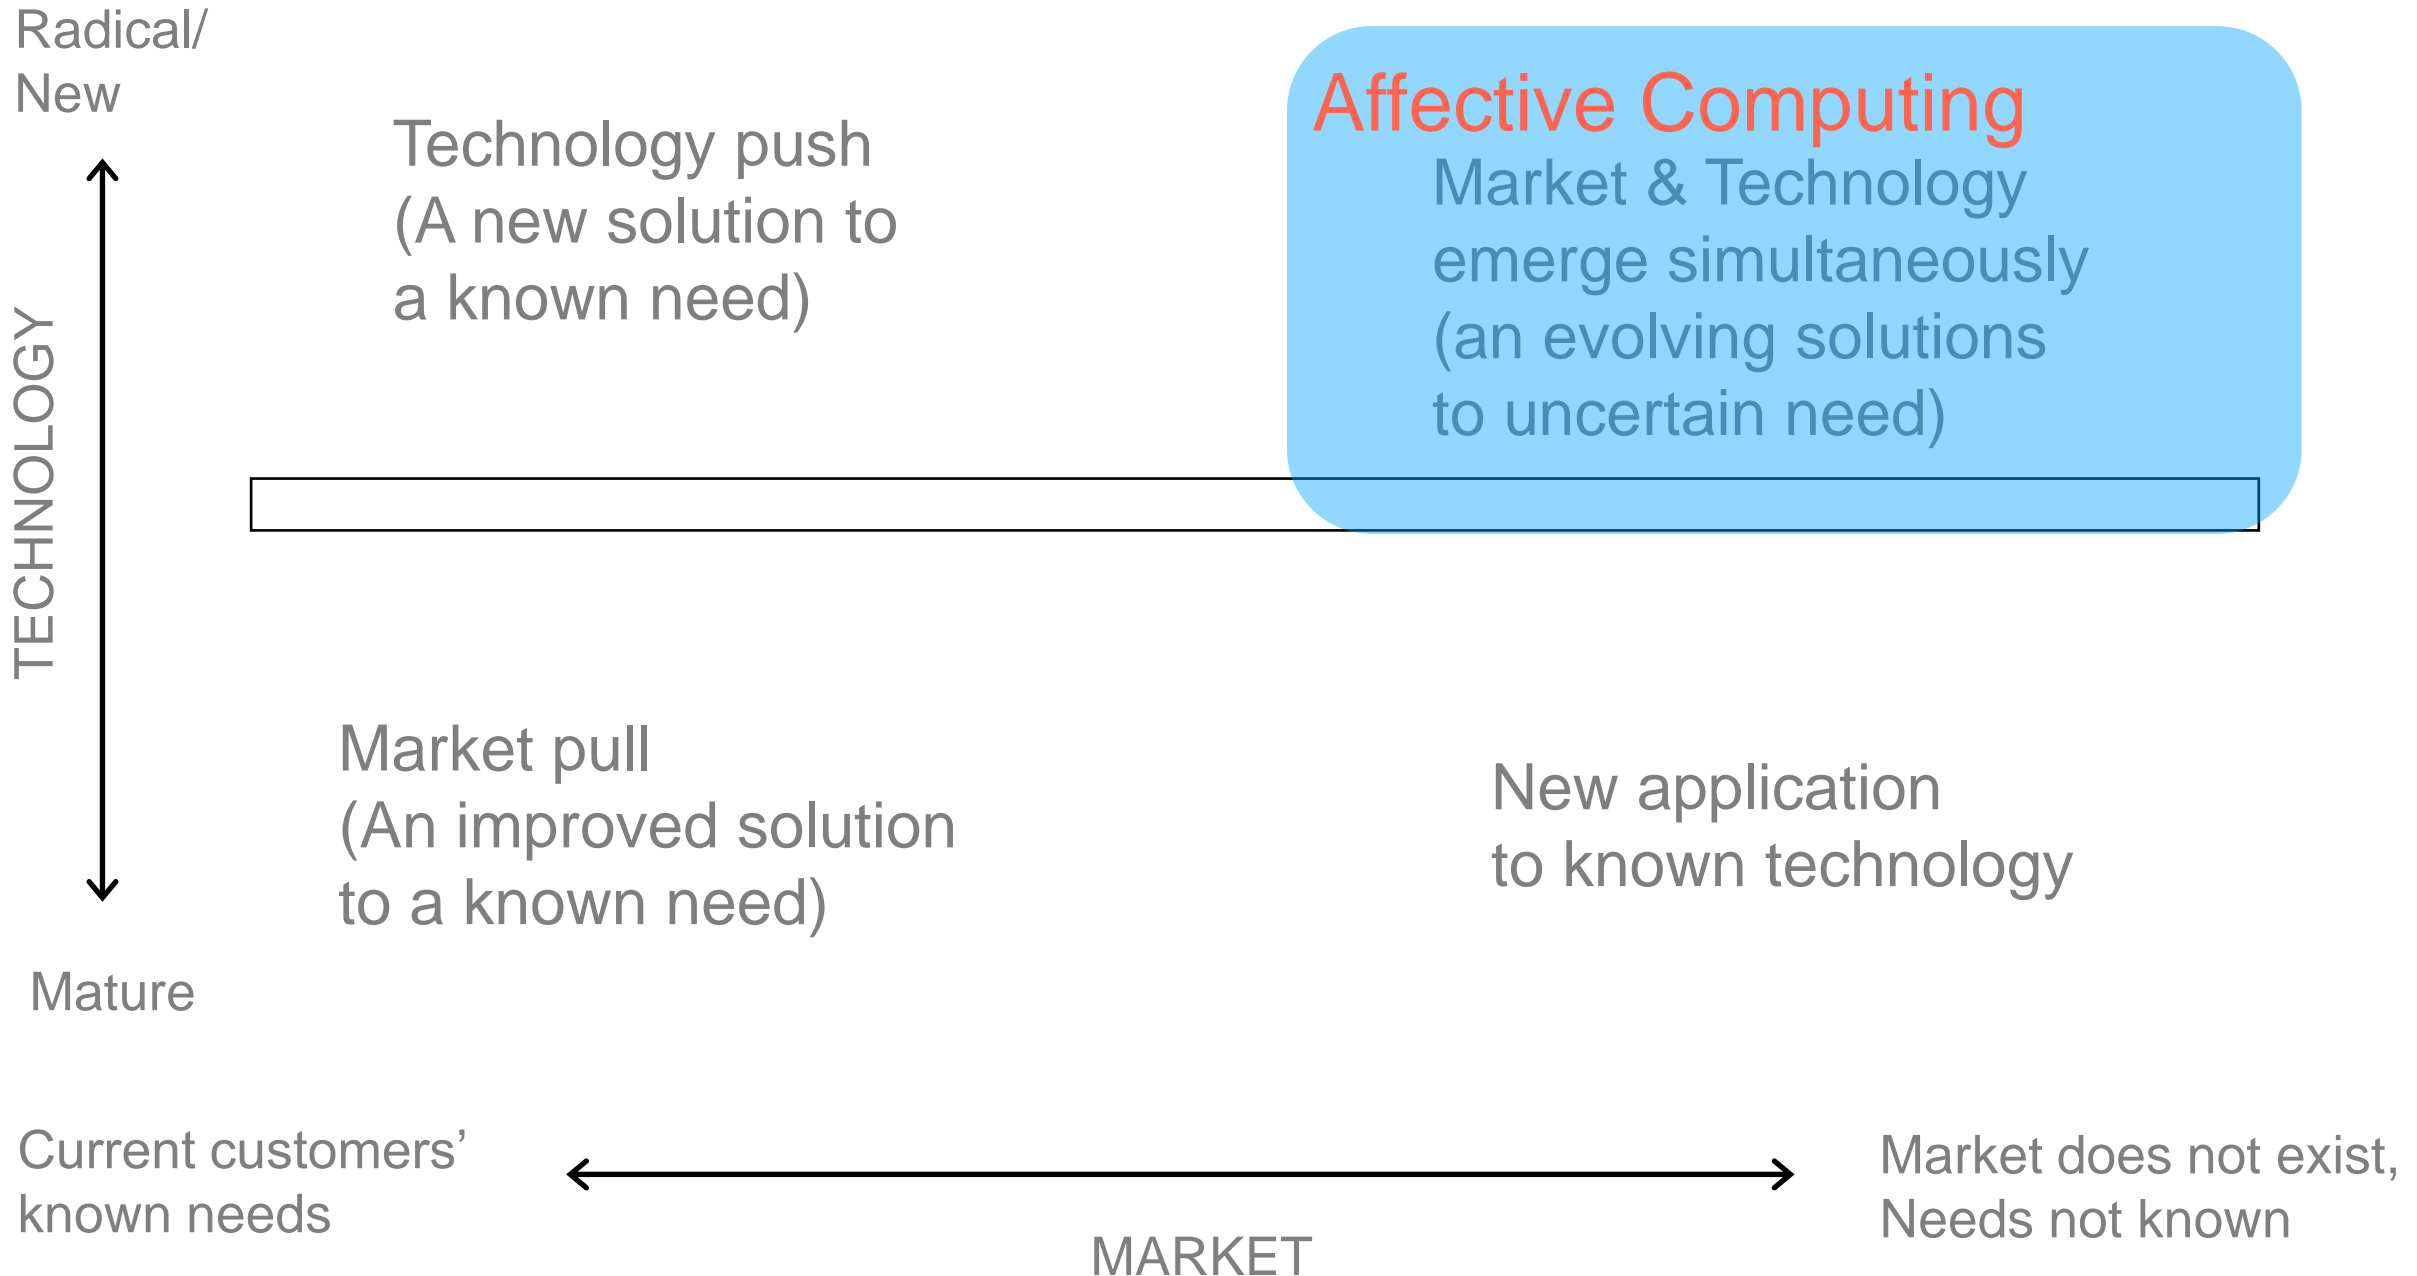 Radical/
New
Technology push
(A new solution to
a known need)
Affective Computing
Market & Technology
emerge simultaneously
(an evolving solutions
to uncertain need)
TECHNOLOGY
Market pull
(An improved solution
to a known need)
New application
to known technology
Mature
Current customers’
known needs
MARKET
Market does not exist,
Needs not known